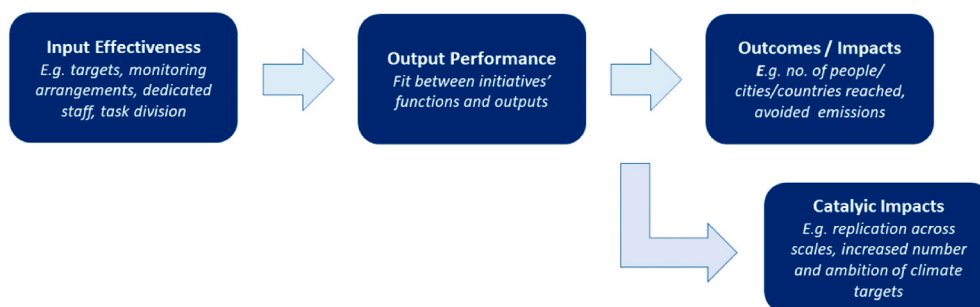 Input Effectiveness
E.g. targets, monitoring
arrangements, dedicated
staff, task division
Output Performance
Fit between initiatives'
functions and outputs
Outcomes / Impacts
E.g. no. of people/
cities/countries reached,
avoided emissions
Catalyic Impacts
E.g. replication across
scales, increased number
and ambition of climate
targets